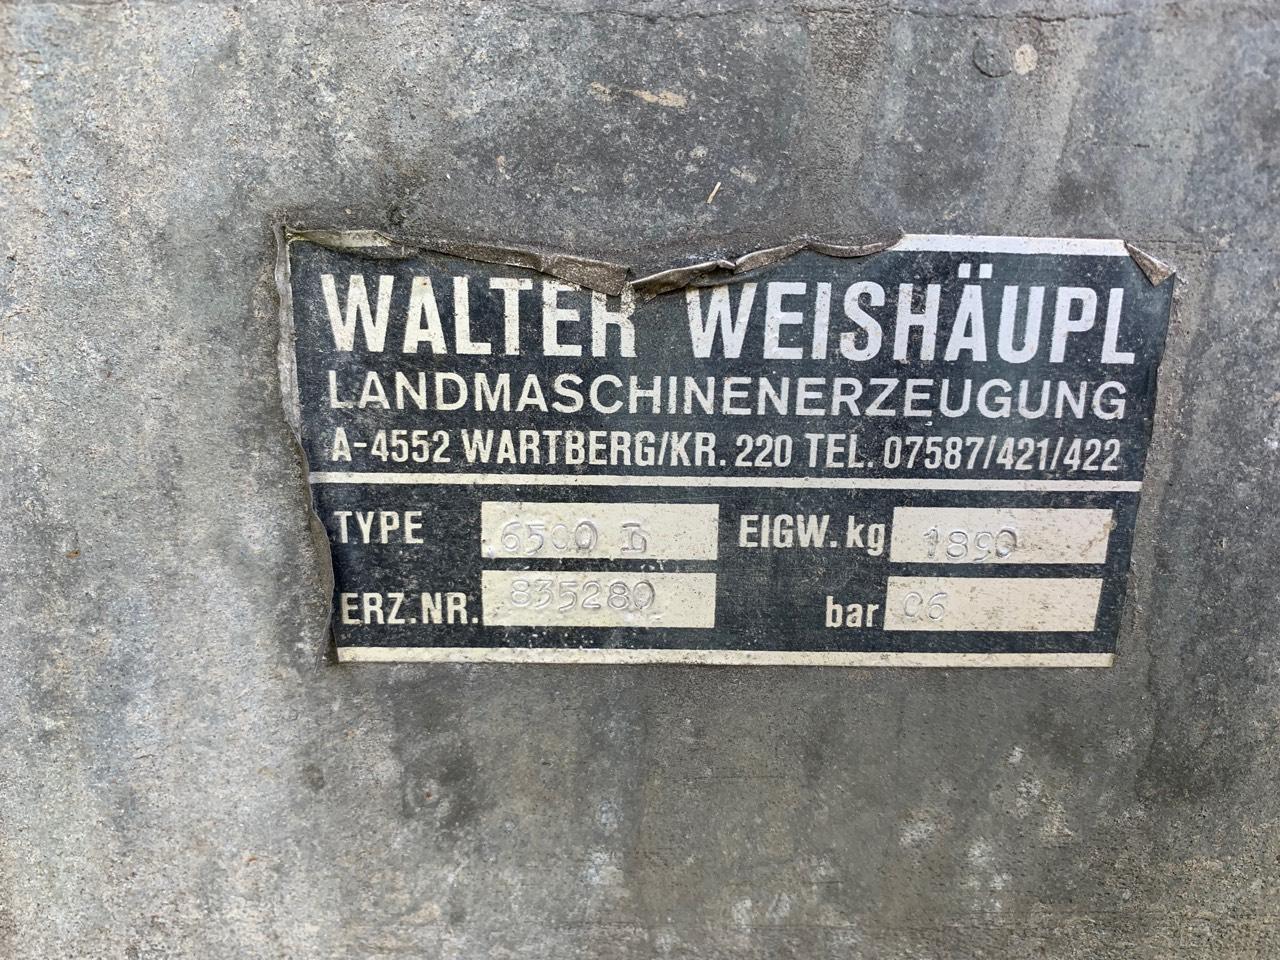 WALTER WEISHÄUPL
LANDMASCHINENERZEUGUNG
A-4552 WARTBERG/KR. 220 TEL. 07587/421/422
TYPE 6500 D EIGW. kg 1890
ERZ.NR. 835280 bar 06